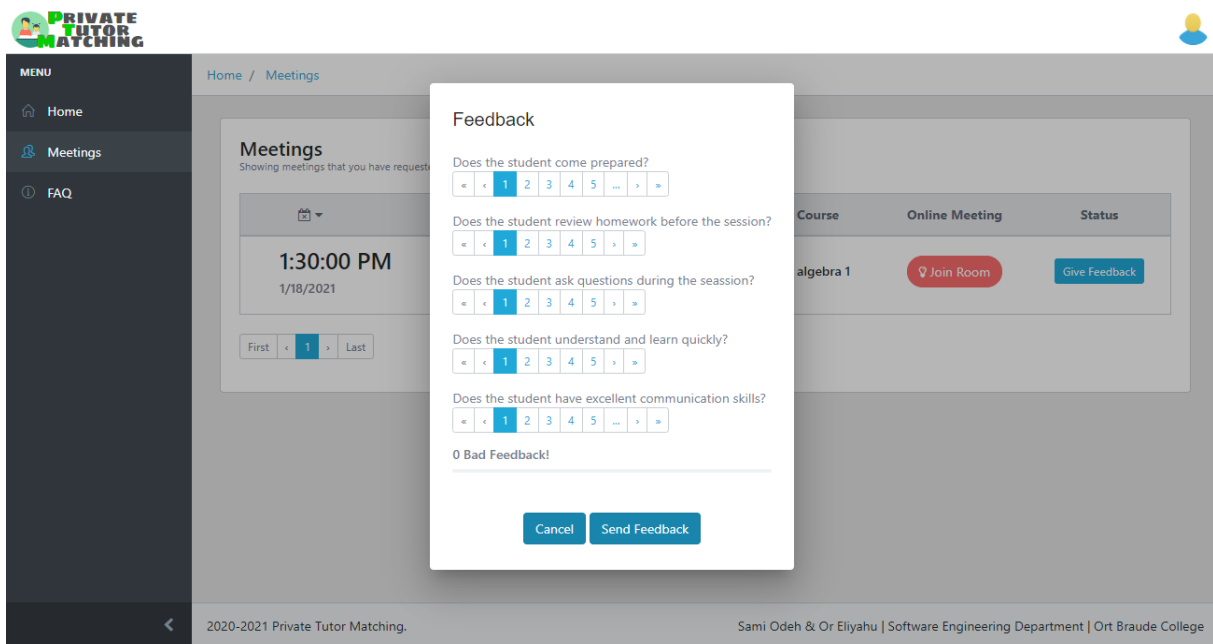 PRIVATE
TUTOR
MATCHING
MENU
Home
Meetings
FAQ
Home / Meetings
Meetings
Showing meetings that you have requeste
Course Online Meeting Status
1:30:00 PM
1/18/2021
algebra 1 Join Room Give Feedback
First ‹ 1 › Last
Feedback
Does the student come prepared?
« ‹ 1 2 3 4 5 ... › »
Does the student review homework before the session?
« ‹ 1 2 3 4 5 › »
Does the student ask questions during the seassion?
« ‹ 1 2 3 4 5 › »
Does the student understand and learn quickly?
« ‹ 1 2 3 4 5 › »
Does the student have excellent communication skills?
« ‹ 1 2 3 4 5 ... › »
0 Bad Feedback!
Cancel Send Feedback
2020-2021 Private Tutor Matching.
Sami Odeh & Or Eliyahu | Software Engineering Department | Ort Braude College